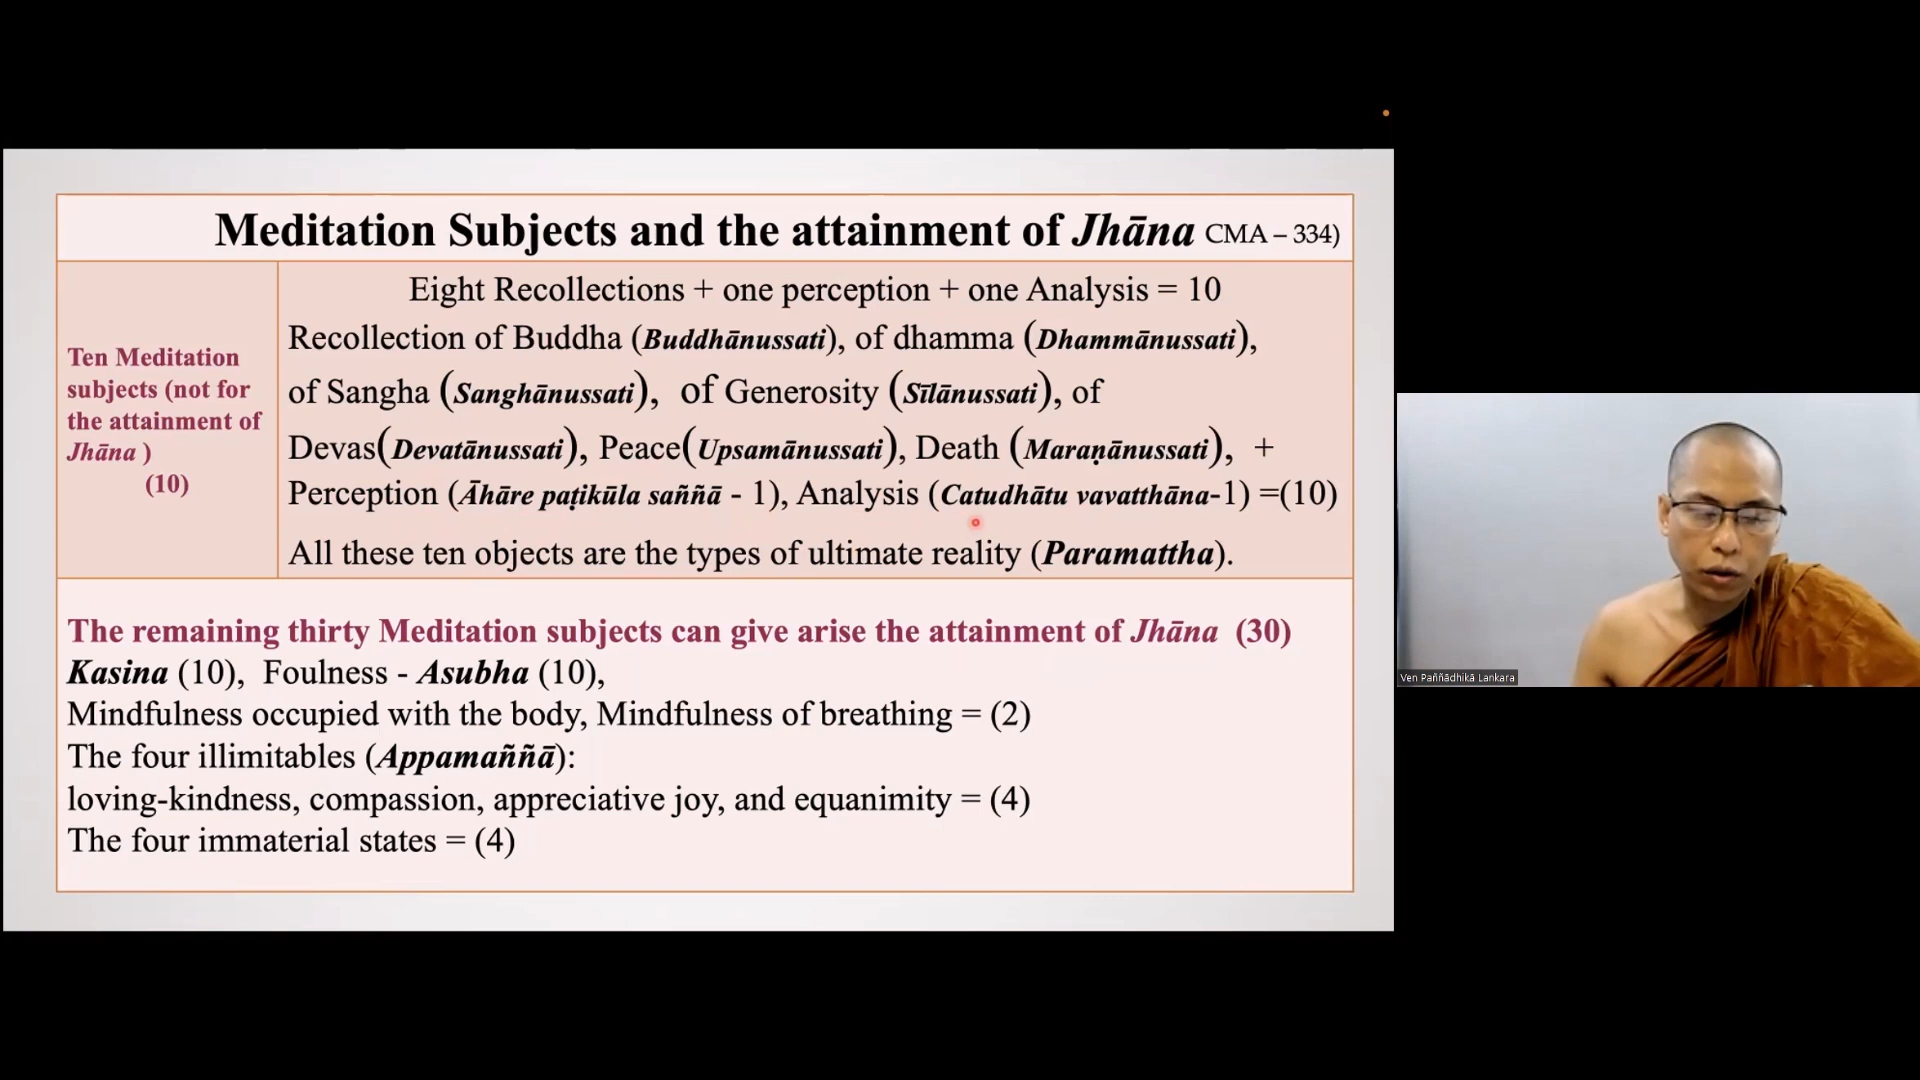 Meditation Subjects and the attainment of Jhāna CMA – 334)
Ten Meditation
subjects (not for
the attainment of
Jhāna )
(10)
Eight Recollections + one perception + one Analysis = 10
Recollection of Buddha (Buddhānussati), of dhamma (Dhammānussati),
of Sangha (Sanghānussati), of Generosity (Sīlānussati), of
Devas(Devatānussati), Peace(Upsamānussati), Death (Maraṇānussati), +
Perception (Āhāre paṭikūla saññā - 1), Analysis (Catudhātu vavatthāna-1) =(10)
All these ten objects are the types of ultimate reality (Paramattha).
The remaining thirty Meditation subjects can give arise the attainment of Jhāna (30)
Kasina (10), Foulness - Asubha (10),
Mindfulness occupied with the body, Mindfulness of breathing = (2)
The four illimitables (Appamaññā):
loving-kindness, compassion, appreciative joy, and equanimity = (4)
The four immaterial states = (4)
Ven Paññādhikā Lankara